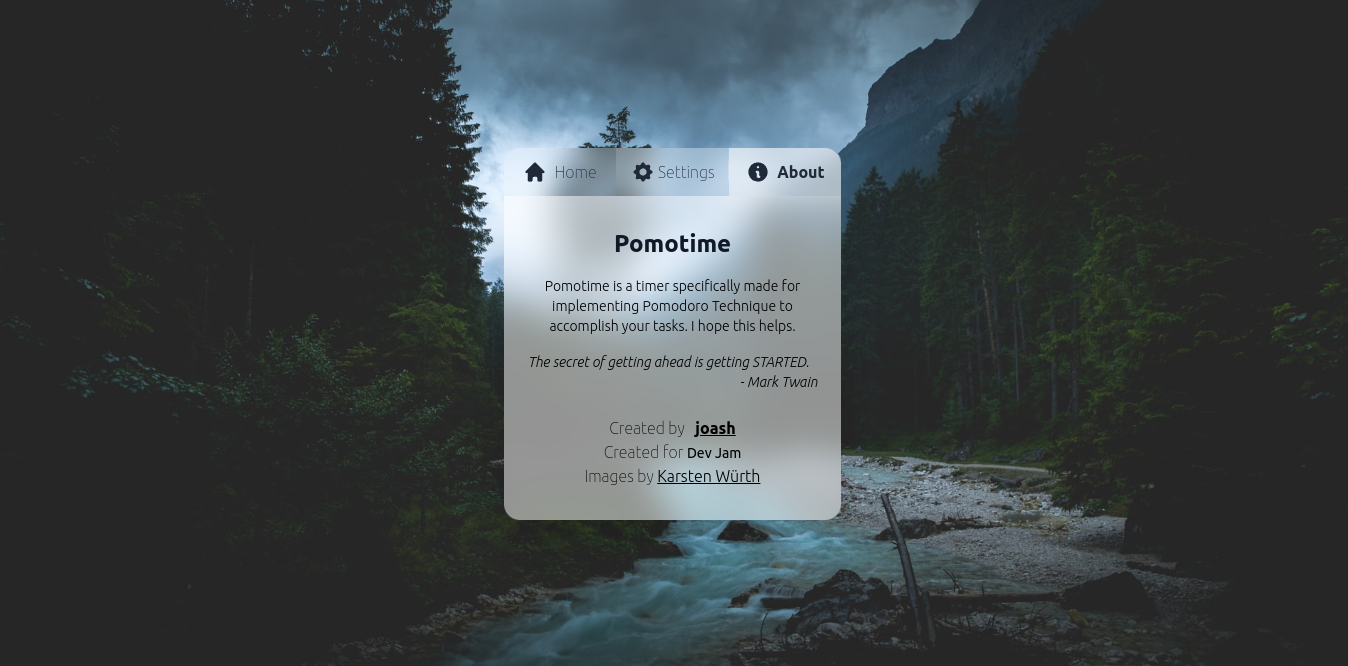 Home Settings About
Pomotime
Pomotime is a timer specifically made for
implementing Pomodoro Technique to
accomplish your tasks. I hope this helps.
The secret of getting ahead is getting STARTED.
- Mark Twain
Created by joash
Created for Dev Jam
Images by Karsten Würth